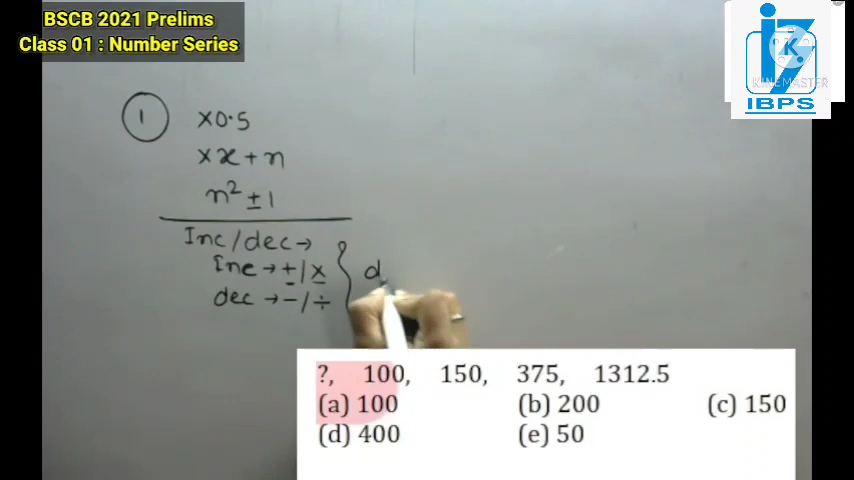 BSCB 2021 Prelims
Class 01 : Number Series
K
KINEMASTER
IBPS
1 ×0.5
×x+n
n² ±1
Inc/dec→
Inc→+/×
dec→-/÷
d
?, 100, 150, 375, 1312.5
(a) 100 (b) 200 (c) 150
(d) 400 (e) 50